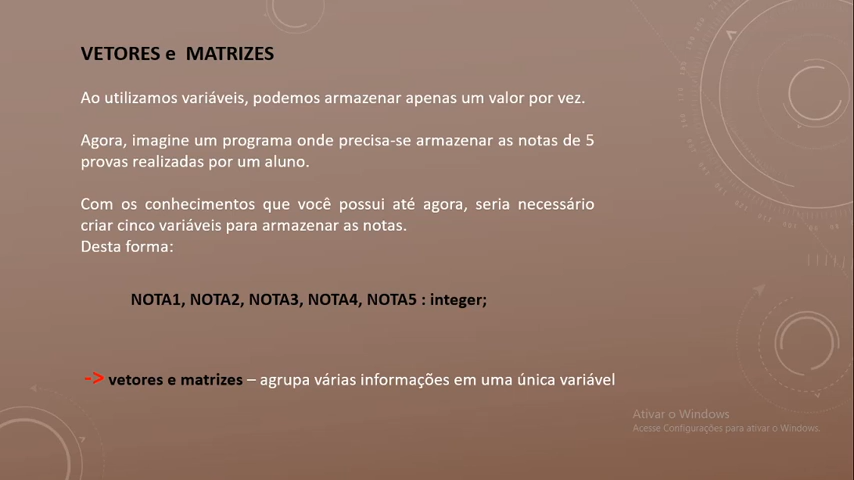 VETORES e MATRIZES
Ao utilizamos variáveis, podemos armazenar apenas um valor por vez.
Agora, imagine um programa onde precisa-se armazenar as notas de 5
provas realizadas por um aluno.
Com os conhecimentos que você possui até agora, seria necessário
criar cinco variáveis para armazenar as notas.
Desta forma:
NOTA1, NOTA2, NOTA3, NOTA4, NOTA5 : integer;
-> vetores e matrizes – agrupa várias informações em uma única variável
Ativar o Windows
Acesse Configurações para ativar o Windows.